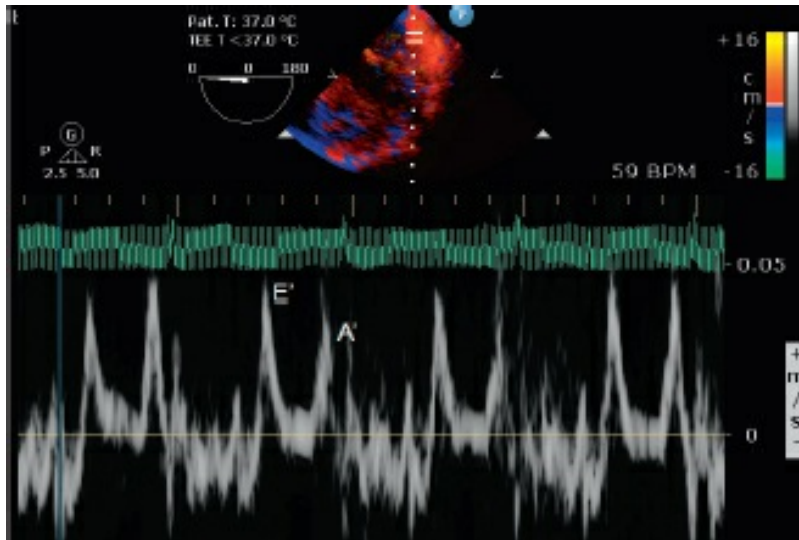 Pat. T: 37.0 °C
TEE T <37.0 °C
0 0 180
G
P R
2.5 5.0
+16
c
m
/
s
-16
59 BPM
E'
A'
0.05
0
+
m
/
s
-